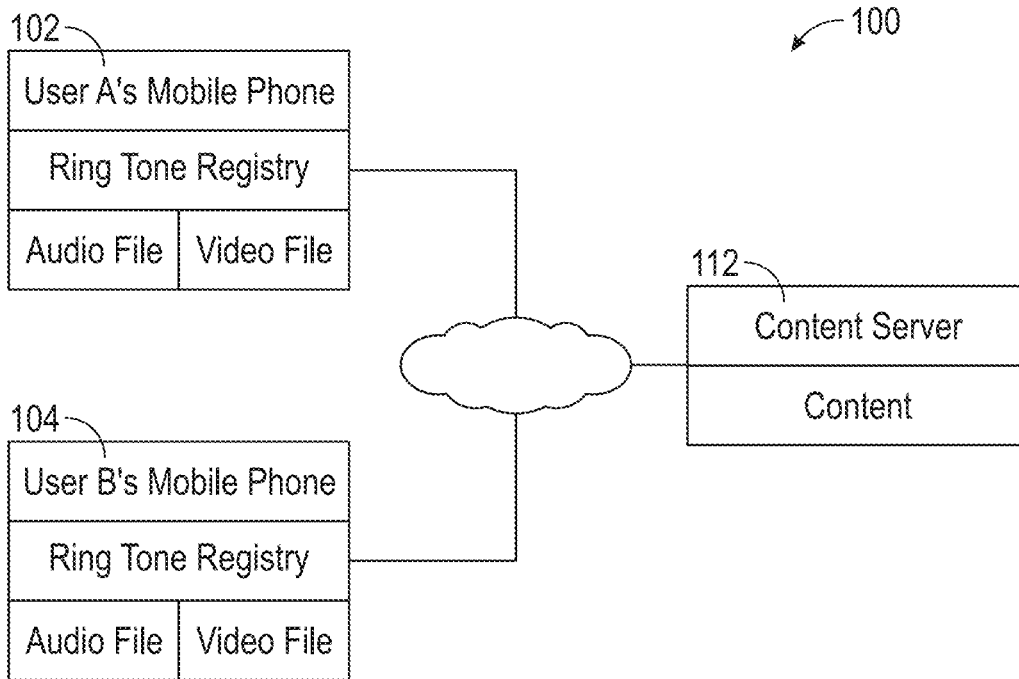 100
102
User A's Mobile Phone
Ring Tone Registry
Audio File Video File
112
Content Server
Content
104
User B's Mobile Phone
Ring Tone Registry
Audio File Video File